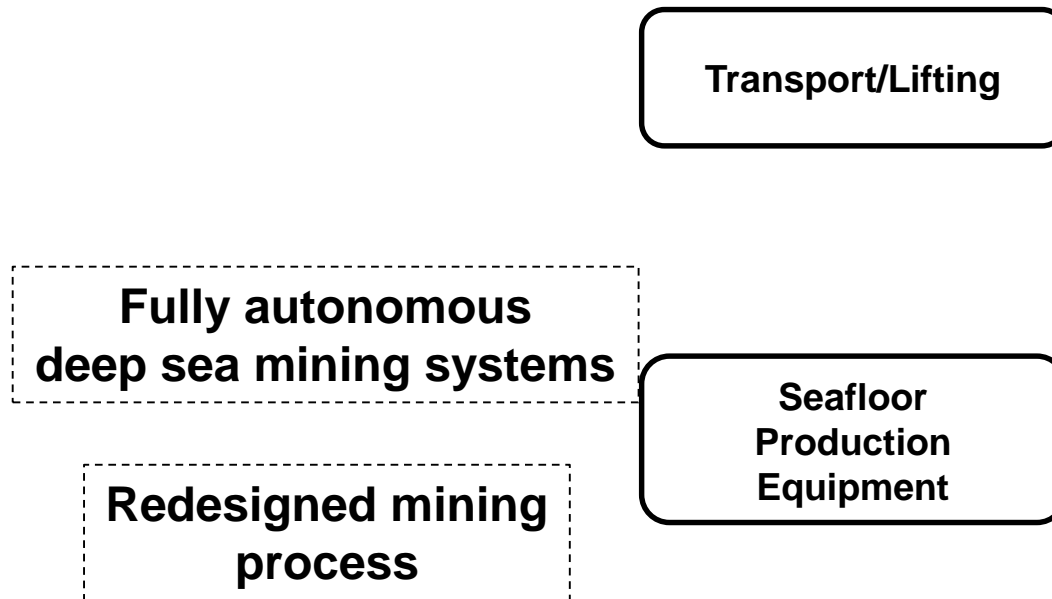 Transport/Lifting
Fully autonomous
deep sea mining systems
Seafloor
Production
Equipment
Redesigned mining
process